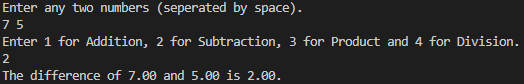 Enter any two numbers (seperated by space).
7 5
Enter 1 for Addition, 2 for Subtraction, 3 for Product and 4 for Division.
2
The difference of 7.00 and 5.00 is 2.00.